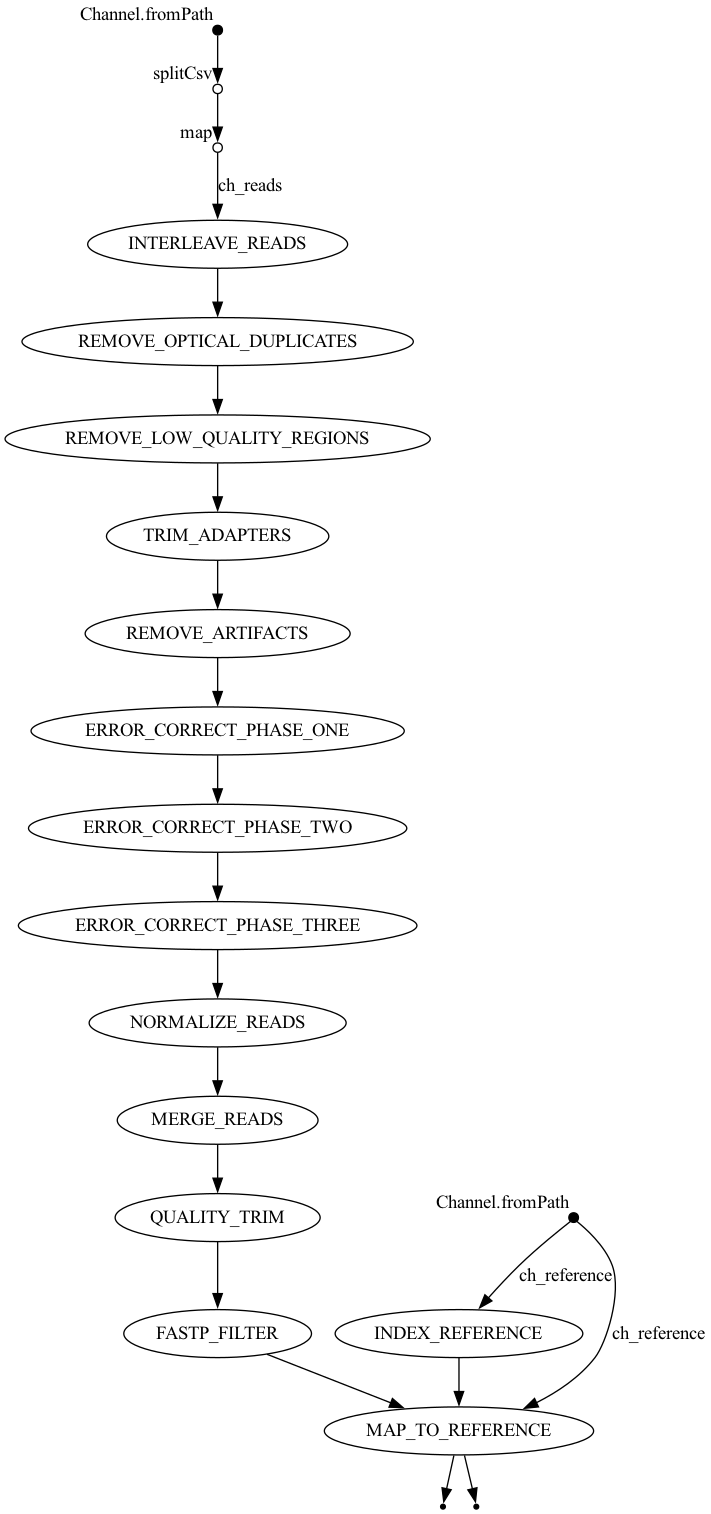 Channel.fromPath
splitCsv
map
ch_reads
INTERLEAVE_READS
REMOVE_OPTICAL_DUPLICATES
REMOVE_LOW_QUALITY_REGIONS
TRIM_ADAPTERS
REMOVE_ARTIFACTS
ERROR_CORRECT_PHASE_ONE
ERROR_CORRECT_PHASE_TWO
ERROR_CORRECT_PHASE_THREE
NORMALIZE_READS
MERGE_READS
QUALITY_TRIM
Channel.fromPath
ch_reference
FASTP_FILTER
INDEX_REFERENCE
ch_reference
MAP_TO_REFERENCE